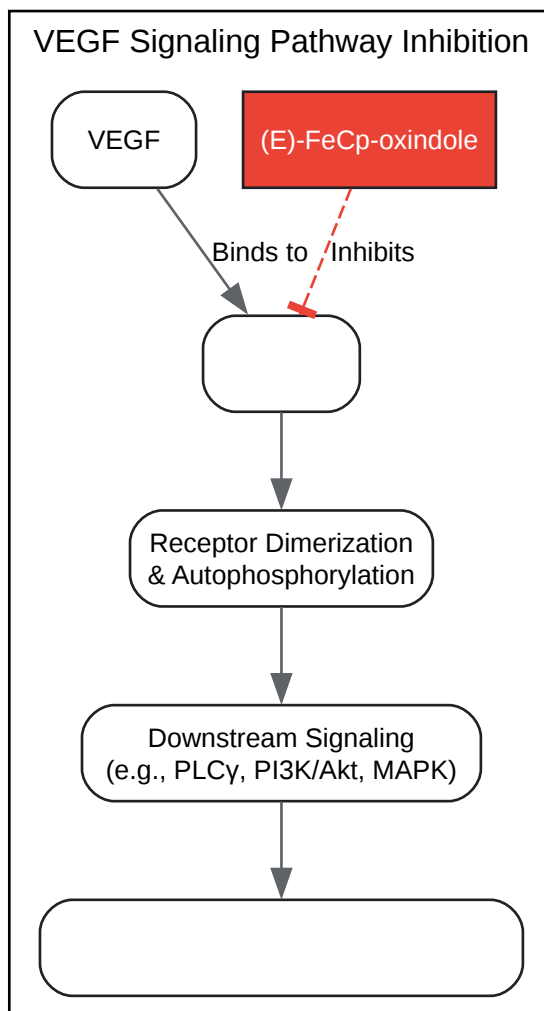 VEGF Signaling Pathway Inhibition
VEGF
(E)-FeCp-oxindole
Binds to
Inhibits
Receptor Dimerization
& Autophosphorylation
Downstream Signaling
(e.g., PLCγ, PI3K/Akt, MAPK)